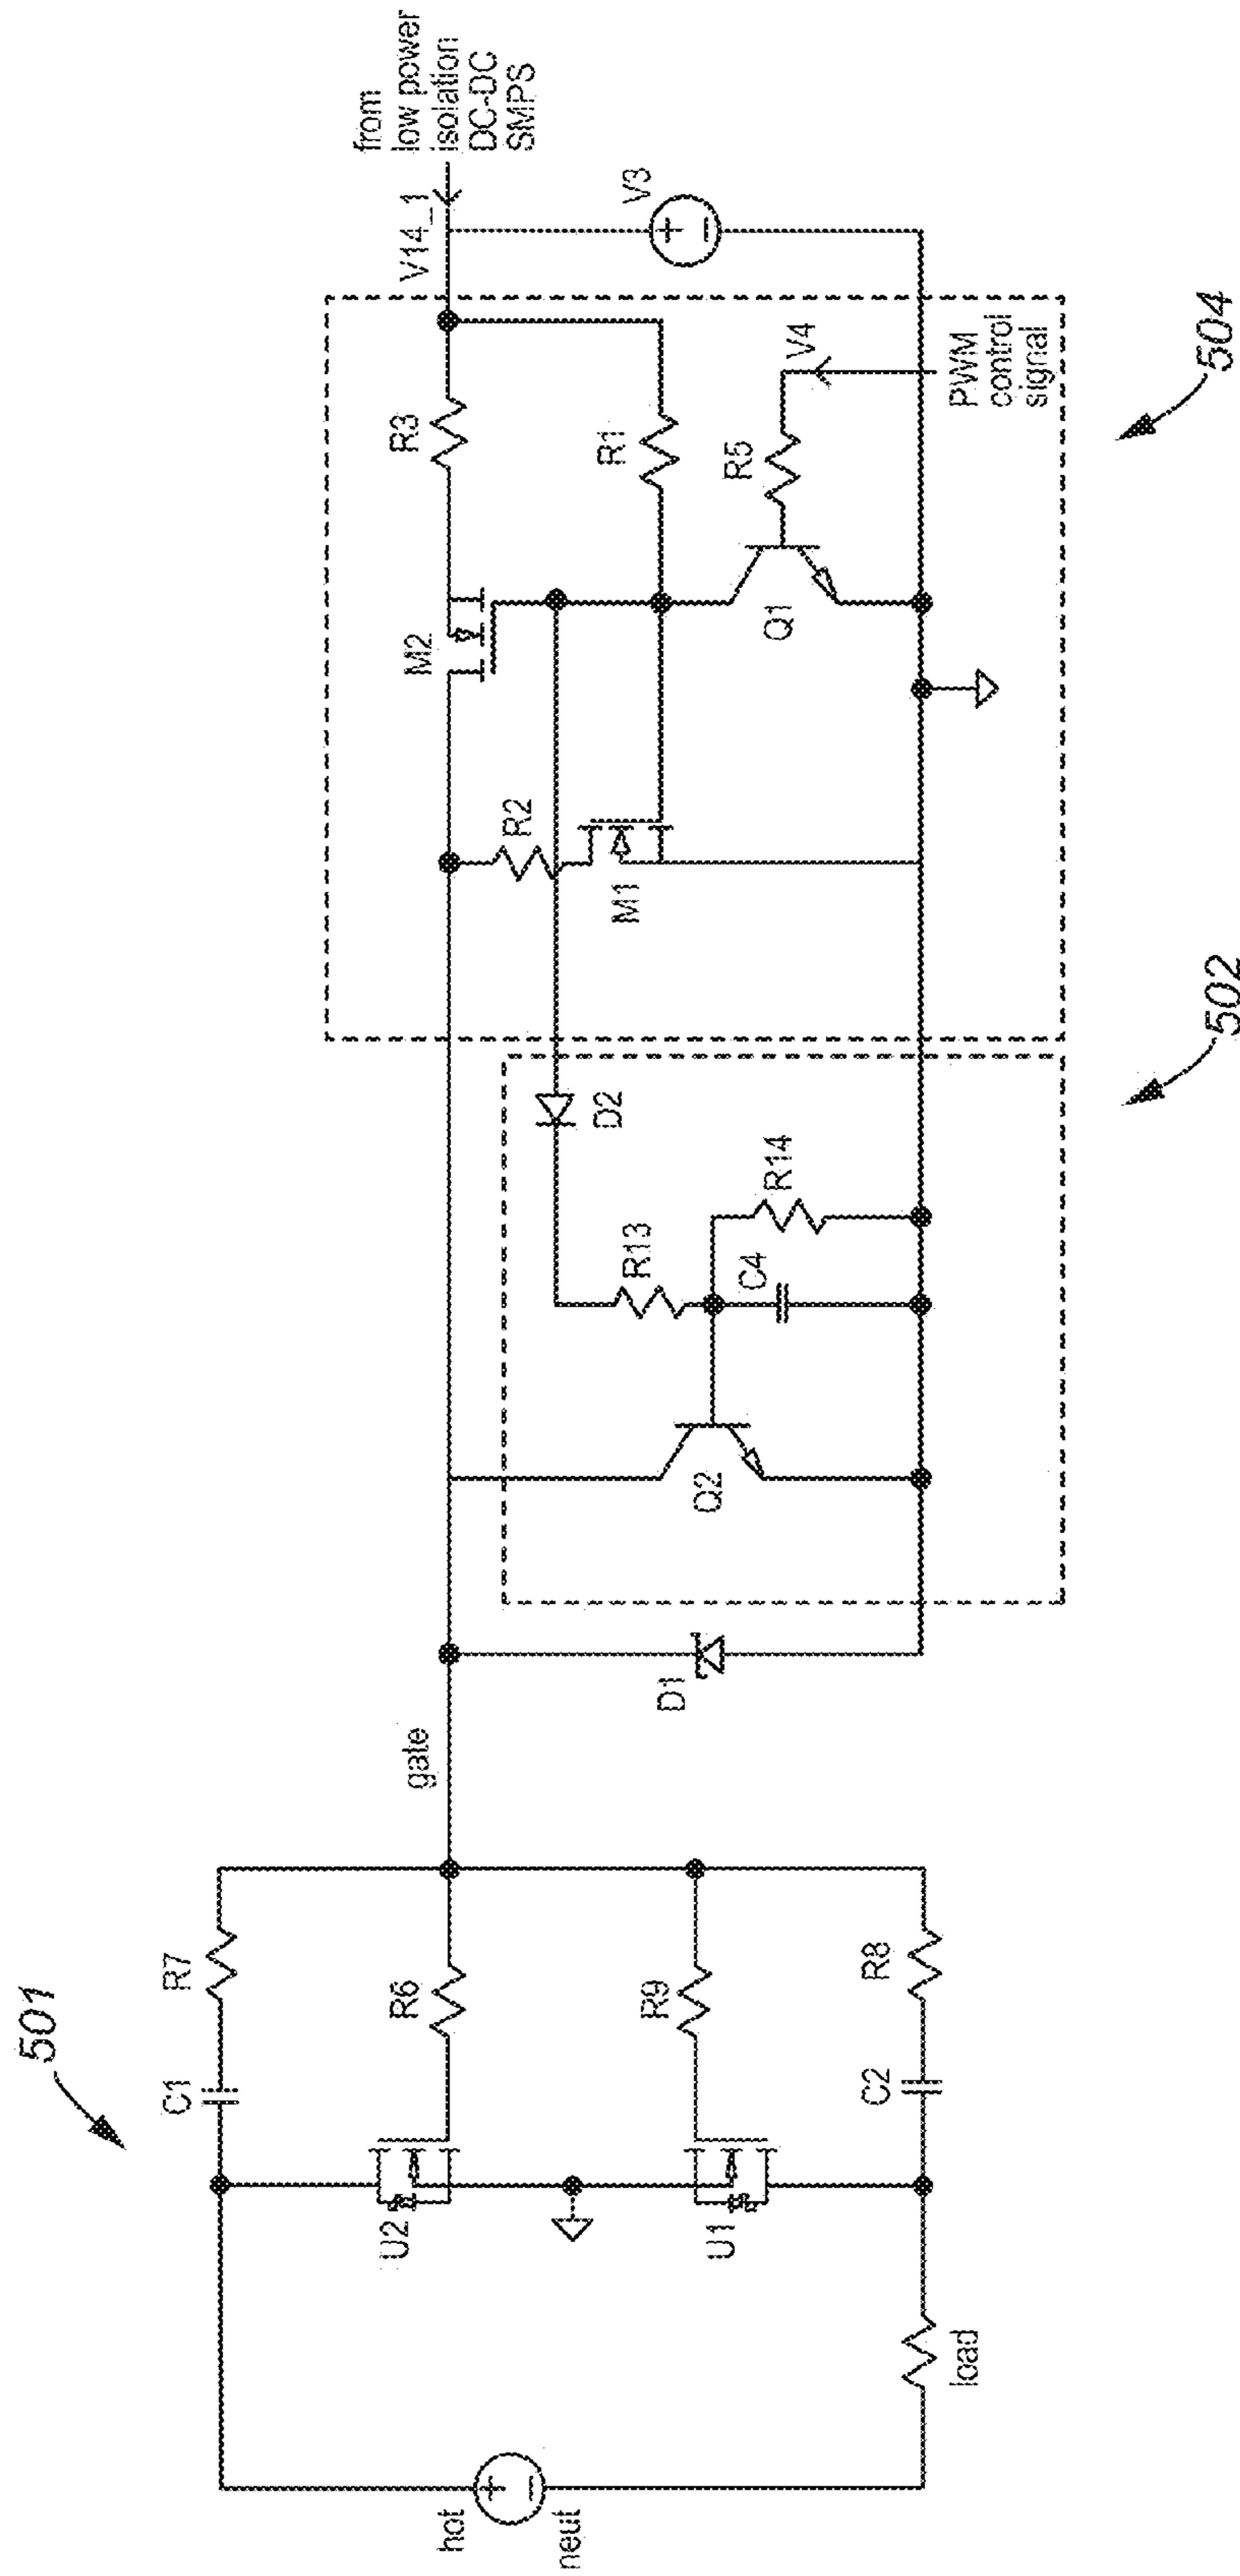 501
C1
R7
U2
R6
R9
U1
C2
R8
hot
neut
load
gate
D1
Q2
R13
C4
R14
D2
502
M1
R2
M2
R3
R1
Q1
R5
V4
PWM
control
signal
504
V14_1
V3
from
low power
isolation
DC-DC
SMPS